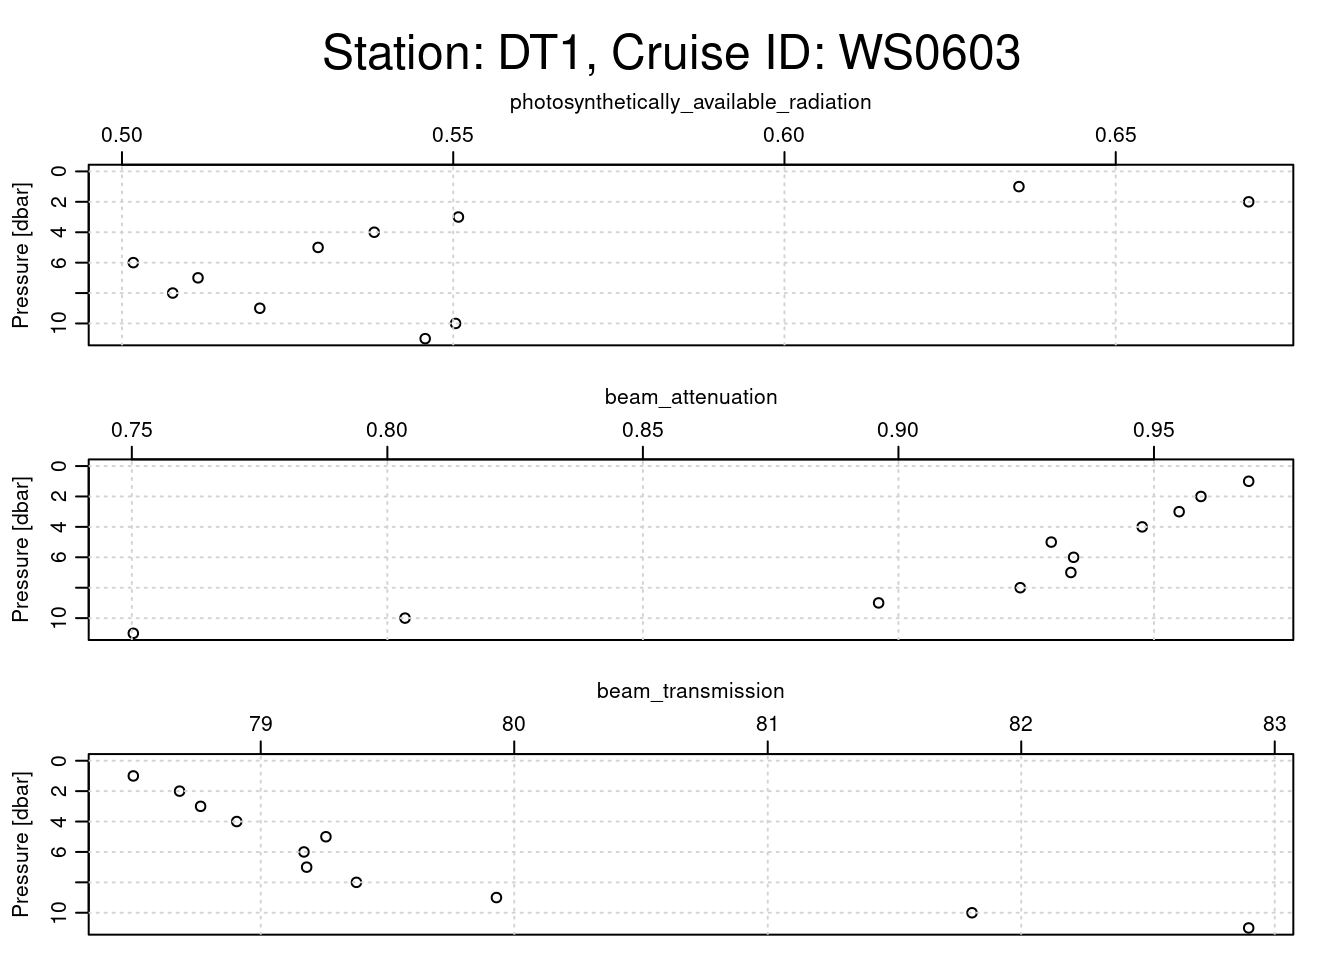 Station: DT1, Cruise ID: WS0603
photosynthetically_available_radiation
0.50 0.55 0.60 0.65
Pressure [dbar]
0
2
4
6
10
beam_attenuation
0.75 0.80 0.85 0.90 0.95
Pressure [dbar]
0
2
4
6
10
beam_transmission
79 80 81 82 83
Pressure [dbar]
0
2
4
6
10